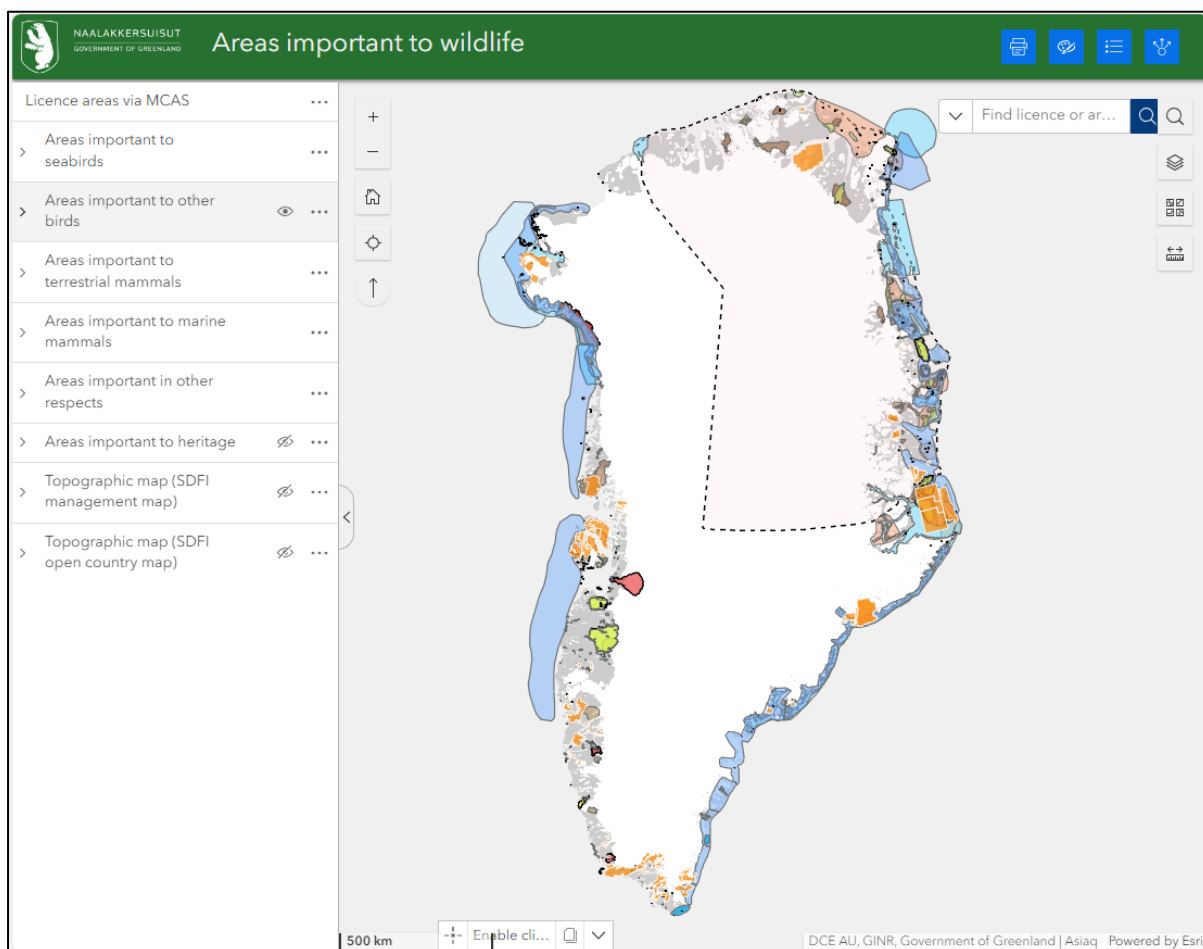 NAALAKKERSUISUT
GOVERNMENT OF GREENLAND
Areas important to wildlife
Licence areas via MCAS
Areas important to
seabirds
Areas important to other
birds
Areas important to
terrestrial mammals
Areas important to marine
mammals
Areas important in other
respects
Areas important to heritage
Topographic map (SDFI
management map)
Topographic map (SDFI
open country map)
Find licence or ar...
500 km
Enable cli...
DCE AU, GINR, Government of Greenland | Asiaq Powered by Esri